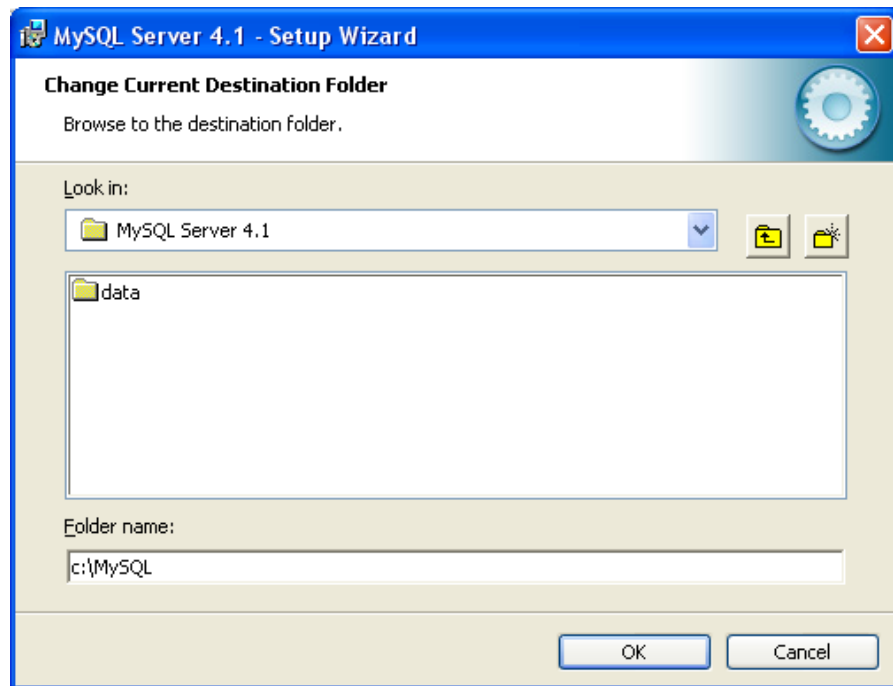 MySQL Server 4.1 - Setup Wizard
Change Current Destination Folder
Browse to the destination folder.
Look in:
MySQL Server 4.1
data
Folder name:
c:\MySQL
OK
Cancel